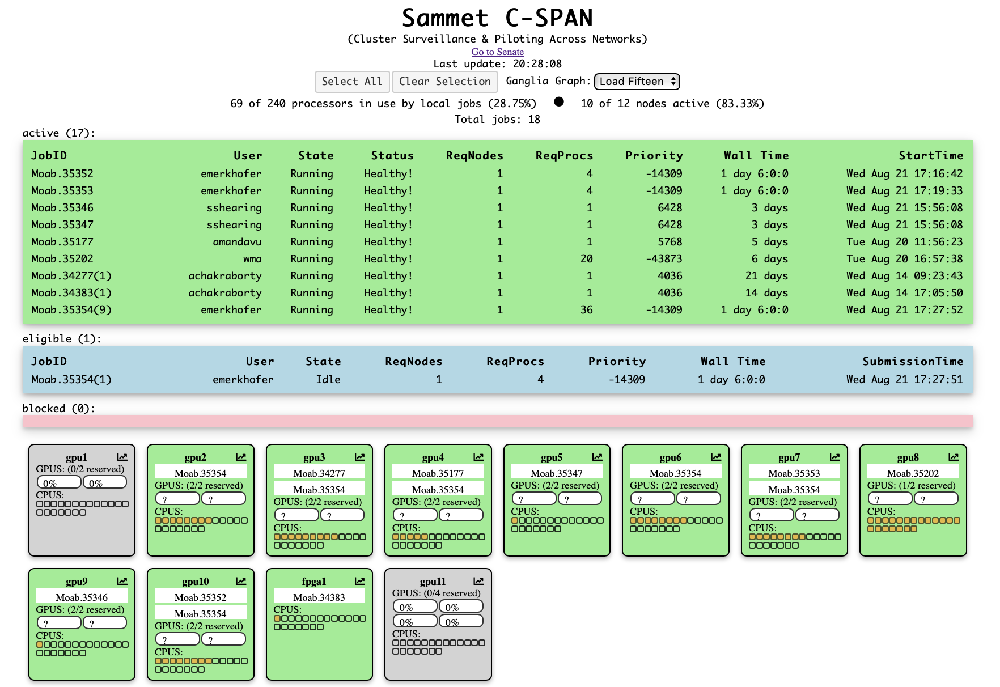 Sammet C-SPAN
(Cluster Surveillance & Piloting Across Networks)
Go to Senate
Last update: 20:28:08
Select All Clear Selection Ganglia Graph: Load Fifteen
69 of 240 processors in use by local jobs (28.75%) ● 10 of 12 nodes active (83.33%)
Total jobs: 18
active (17):
JobID User State Status ReqNodes ReqProcs Priority Wall Time StartTime
Moab.35352 emerkhofer Running Healthy! 1 4 -14309 1 day 6:0:0 Wed Aug 21 17:16:42
Moab.35353 emerkhofer Running Healthy! 1 4 -14309 1 day 6:0:0 Wed Aug 21 17:19:33
Moab.35346 sshearing Running Healthy! 1 1 6428 3 days Wed Aug 21 15:56:08
Moab.35347 sshearing Running Healthy! 1 1 6428 3 days Wed Aug 21 15:56:08
Moab.35177 amandavu Running Healthy! 1 1 5768 5 days Tue Aug 20 11:56:23
Moab.35202 wma Running Healthy! 1 20 -43873 6 days Tue Aug 20 16:57:38
Moab.34277(1) achakraborty Running Healthy! 1 1 4036 21 days Wed Aug 14 09:23:43
Moab.34383(1) achakraborty Running Healthy! 1 1 4036 14 days Wed Aug 14 17:05:50
Moab.35354(9) emerkhofer Running Healthy! 1 36 -14309 1 day 6:0:0 Wed Aug 21 17:27:52
eligible (1):
JobID User State ReqNodes ReqProcs Priority Wall Time SubmissionTime
Moab.35354(1) emerkhofer Idle 1 4 -14309 1 day 6:0:0 Wed Aug 21 17:27:51
blocked (0):
gpu1
GPUS: (0/2 reserved)
0% 0%
CPUS:
gpu2
Moab.35354
GPUS: (2/2 reserved)
? ?
CPUS:
gpu3
Moab.34277
Moab.35354
GPUS: (2/2 reserved)
? ?
CPUS:
gpu4
Moab.35177
Moab.35354
GPUS: (2/2 reserved)
? ?
CPUS:
gpu5
Moab.35347
GPUS: (2/2 reserved)
? ?
CPUS:
gpu6
Moab.35354
GPUS: (2/2 reserved)
? ?
CPUS:
gpu7
Moab.35353
Moab.35354
GPUS: (2/2 reserved)
? ?
CPUS:
gpu8
Moab.35202
GPUS: (1/2 reserved)
? ?
CPUS:
gpu9
Moab.35346
GPUS: (2/2 reserved)
? ?
CPUS:
gpu10
Moab.35352
Moab.35354
GPUS: (2/2 reserved)
? ?
CPUS:
fpga1
Moab.34383
CPUS:
gpu11
GPUS: (0/4 reserved)
0% 0%
0% 0%
CPUS: